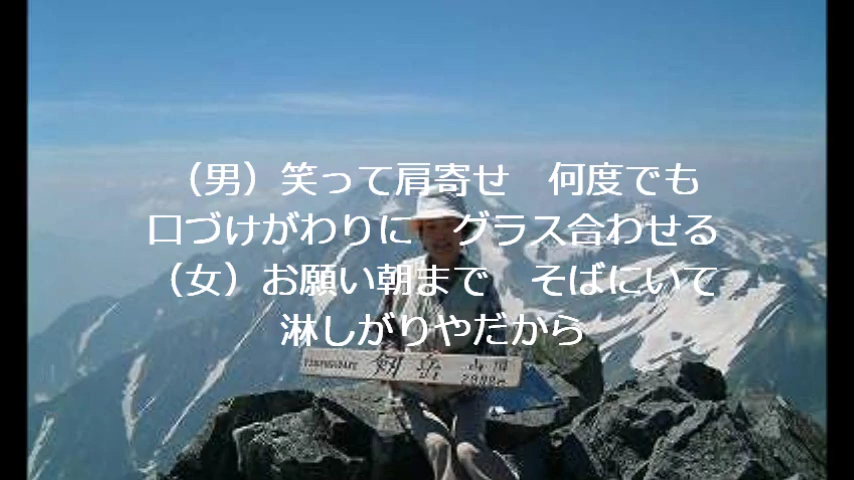 （男）笑って肩寄せ　何度でも
口づけがわりに　グラス合わせる
（女）お願い朝まで　そばにいて
淋しがりやだから
剱岳